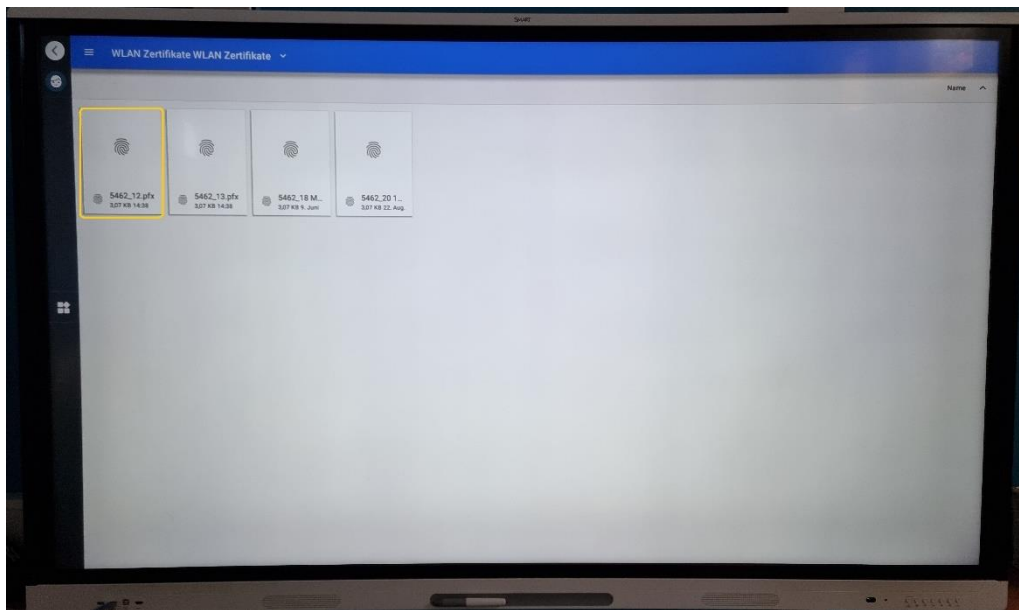 SMART
WLAN Zertifikate WLAN Zertifikate
Name
5462_12.pfx
3,07 KB 14:38
5462_13.pfx
3,07 KB 14:38
5462_18 M...
3,07 KB 9. Juni
5462_20 1...
3,07 KB 22. Aug.